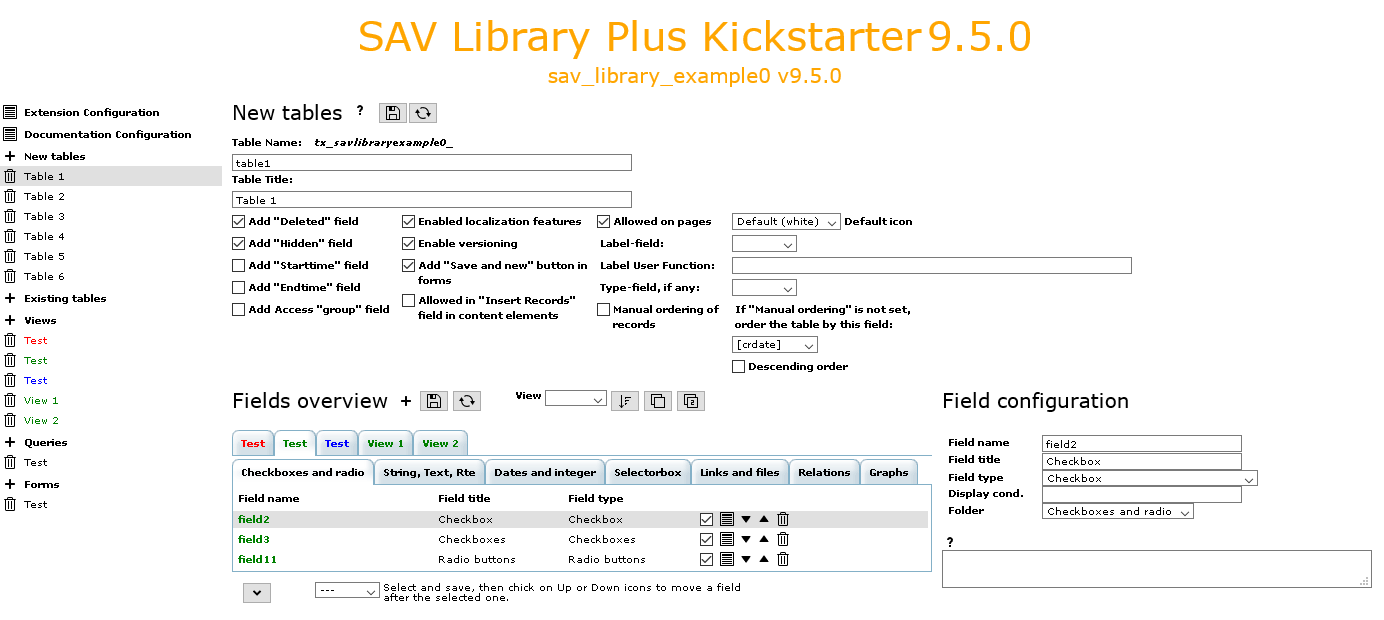 SAV Library Plus Kickstarter 9.5.0
sav_library_example0 v9.5.0
Extension Configuration
Documentation Configuration
New tables
Table 1
Table 2
Table 3
Table 4
Table 5
Table 6
Existing tables
Views
Test
Test
Test
View 1
View 2
Queries
Test
Forms
Test
New tables ?
Table Name: tx_savlibraryexample0_
table1
Table Title:
Table 1
Add "Deleted" field
Add "Hidden" field
Add "Starttime" field
Add "Endtime" field
Add Access "group" field
Enabled localization features
Enable versioning
Add "Save and new" button in
forms
Allowed in "Insert Records"
field in content elements
Allowed on pages
Default (white) Default icon
Label-field:
Label User Function:
Type-field, if any:
Manual ordering of
records
If "Manual ordering" is not set,
order the table by this field:
[crdate]
Descending order
Fields overview + View
Test Test Test View 1 View 2
Checkboxes and radio String, Text, Rte Dates and integer Selectorbox Links and files Relations Graphs
Field name Field title Field type
field2 Checkbox Checkbox
field3 Checkboxes Checkboxes
field11 Radio buttons Radio buttons
--- Select and save, then chick on Up or Down icons to move a field
after the selected one.
Field configuration
Field name field2
Field title Checkbox
Field type Checkbox
Display cond.
Folder Checkboxes and radio
?